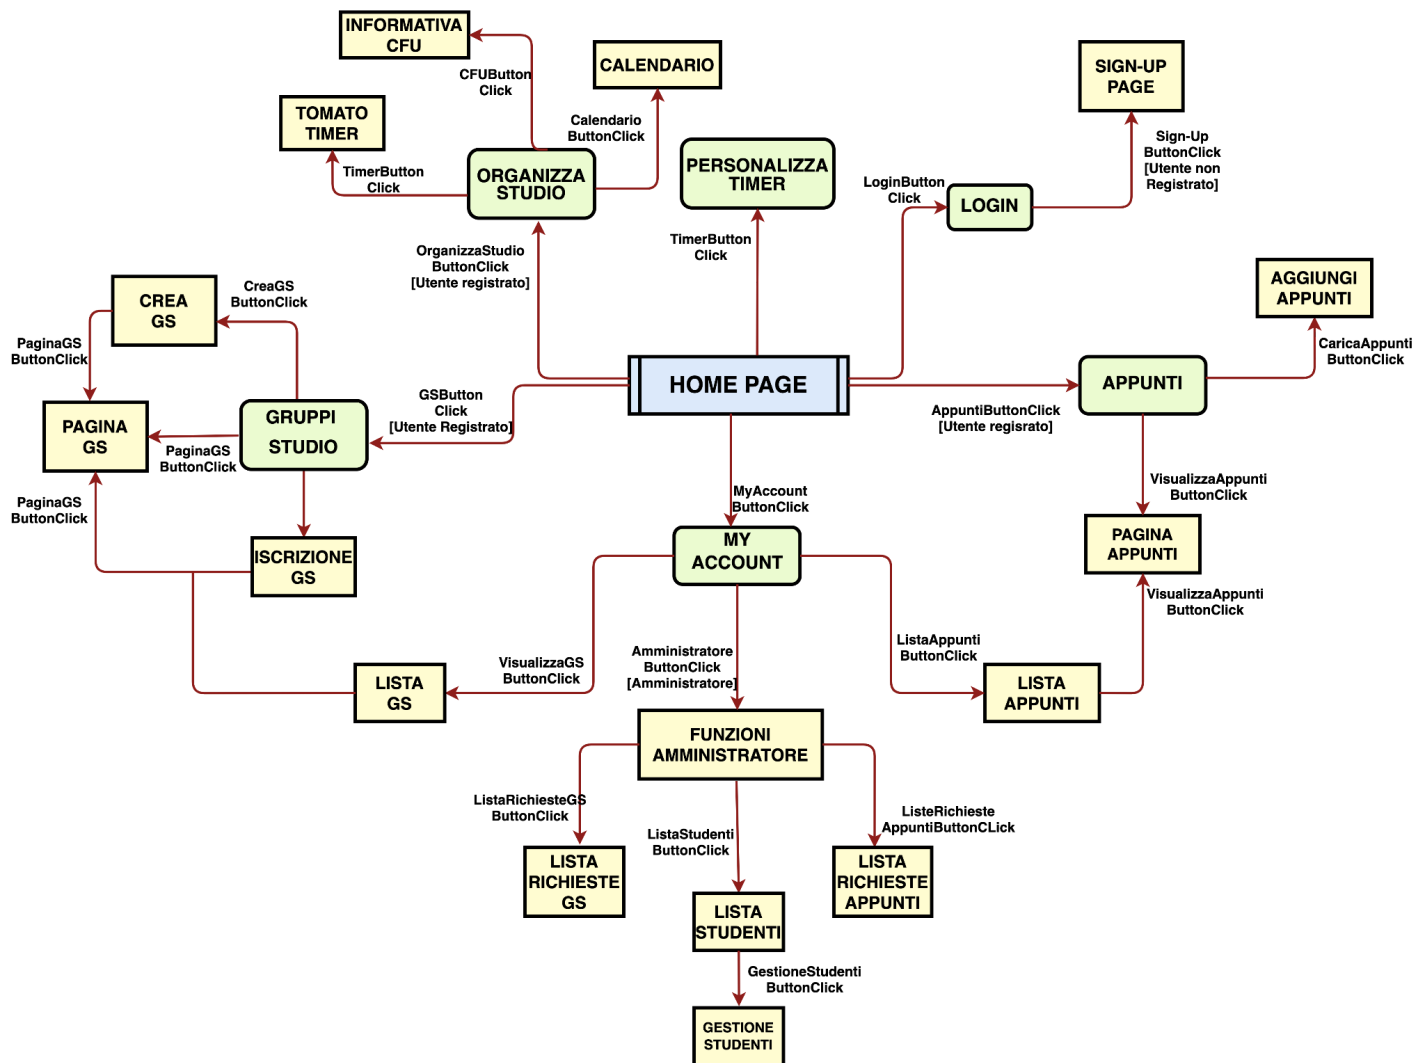 INFORMATIVA
CFU
CFUButton
Click
CALENDARIO
SIGN-UP
PAGE
TOMATO
TIMER
TimerButton
Click
Calendario
ButtonClick
ORGANIZZA
STUDIO
PERSONALIZZA
TIMER
LoginButton
Click
LOGIN
Sign-Up
ButtonClick
[Utente non
Registrato]
OrganizzaStudio
ButtonClick
[Utente registrato]
TimerButton
Click
AGGIUNGI
APPUNTI
CREA
GS
CreaGS
ButtonClick
PaginaGS
ButtonClick
CaricaAppunti
ButtonClick
HOME PAGE
APPUNTI
GSButton
Click
[Utente Registrato]
AppuntiButtonClick
[Utente regisrato]
PAGINA
GS
GRUPPI
STUDIO
PaginaGS
ButtonClick
PaginaGS
ButtonClick
MyAccount
ButtonClick
VisualizzaAppunti
ButtonClick
ISCRIZIONE
GS
MY
ACCOUNT
PAGINA
APPUNTI
VisualizzaAppunti
ButtonClick
VisualizzaGS
ButtonClick
Amministratore
ButtonClick
[Amministratore]
ListaAppunti
ButtonClick
LISTA
GS
LISTA
APPUNTI
FUNZIONI
AMMINISTRATORE
ListaRichiesteGS
ButtonClick
ListaStudenti
ButtonClick
ListeRichieste
AppuntiButtonCLick
LISTA
RICHIESTE
GS
LISTA
STUDENTI
LISTA
RICHIESTE
APPUNTI
GestioneStudenti
ButtonClick
GESTIONE
STUDENTI